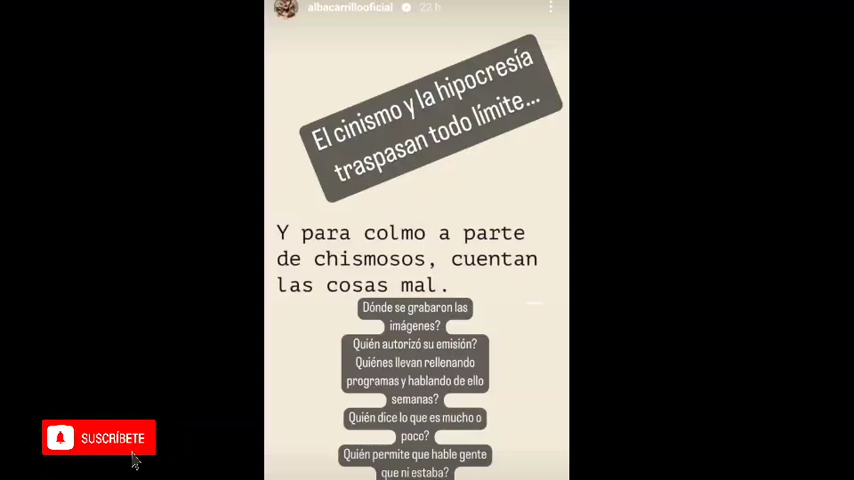 albacarrillooficial 22 h
El cinismo y la hipocresía
traspasan todo límite...
Y para colmo a parte
de chismosos, cuentan
las cosas mal.
Dónde se grabaron las
imágenes?
Quién autorizó su emisión?
Quiénes llevan rellenando
programas y hablando de ello
semanas?
Quién dice lo que es mucho o
poco?
Quién permite que hable gente
que ni estaba?
SUSCRÍBETE